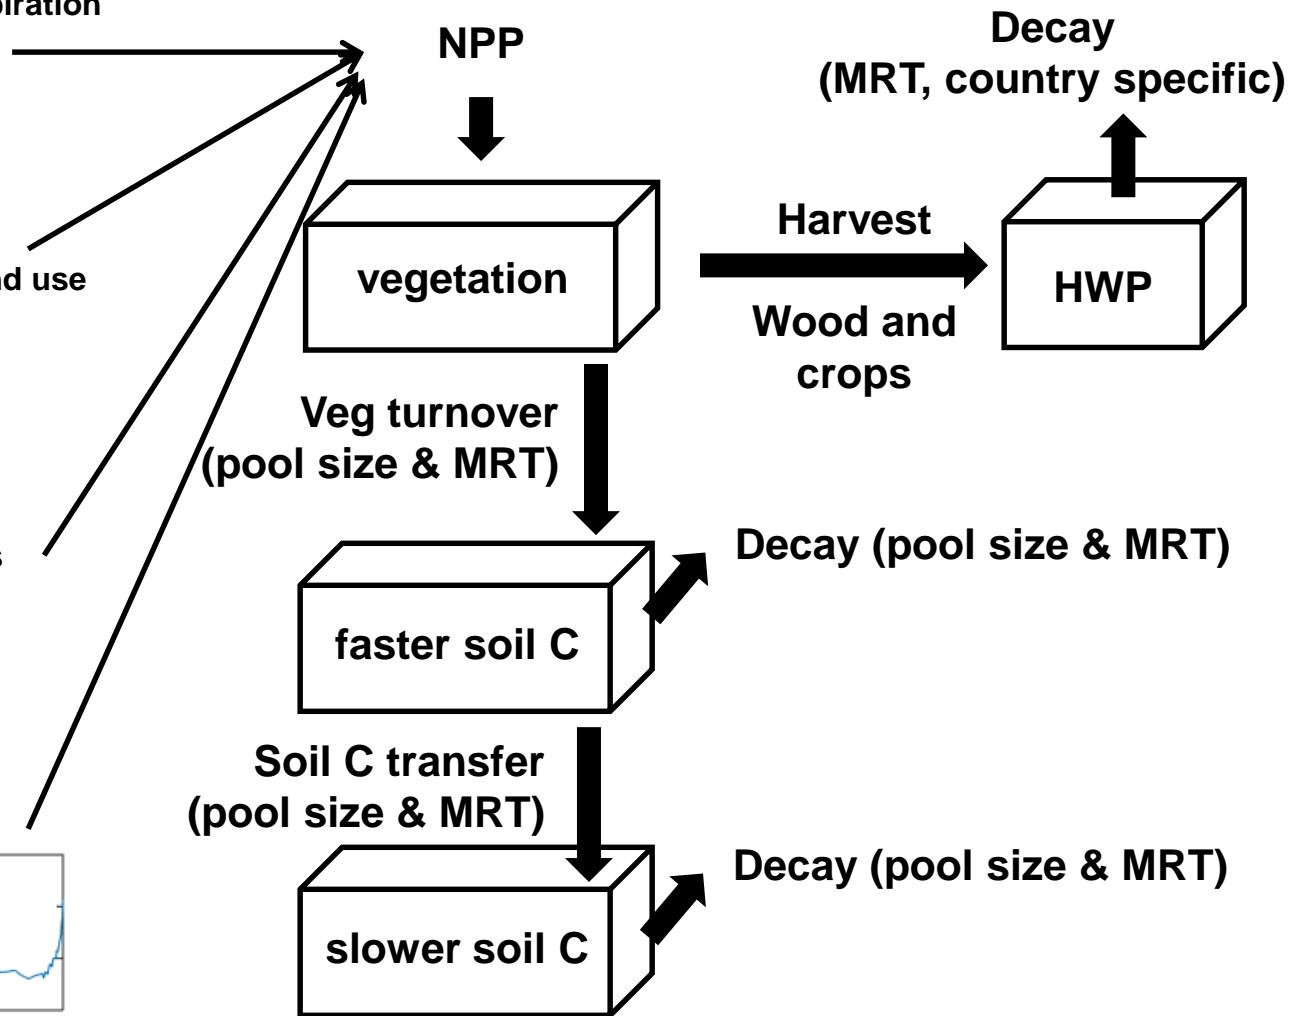 NPP
Decay
(MRT, country specific)
vegetation
Harvest
Wood and
crops
HWP
use
Veg turnover
(pool size & MRT)
Decay (pool size & MRT)
faster soil C
Soil C transfer
(pool size & MRT)
Decay (pool size & MRT)
slower soil C